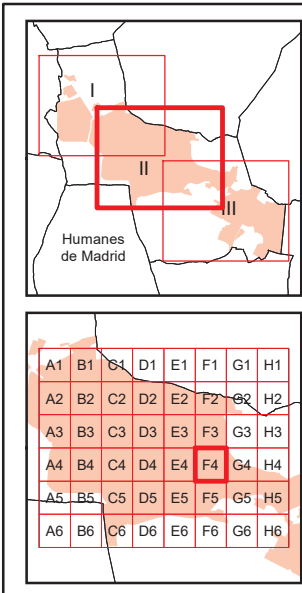 I
II
III
Humanes
de Madrid
A1 B1 C1 D1 E1 F1 G1 H1
A2 B2 C2 D2 E2 F2 G2 H2
A3 B3 C3 D3 E3 F3 G3 H3
A4 B4 C4 D4 E4 F4 G4 H4
A5 B5 C5 D5 E5 F5 G5 H5
A6 B6 C6 D6 E6 F6 G6 H6